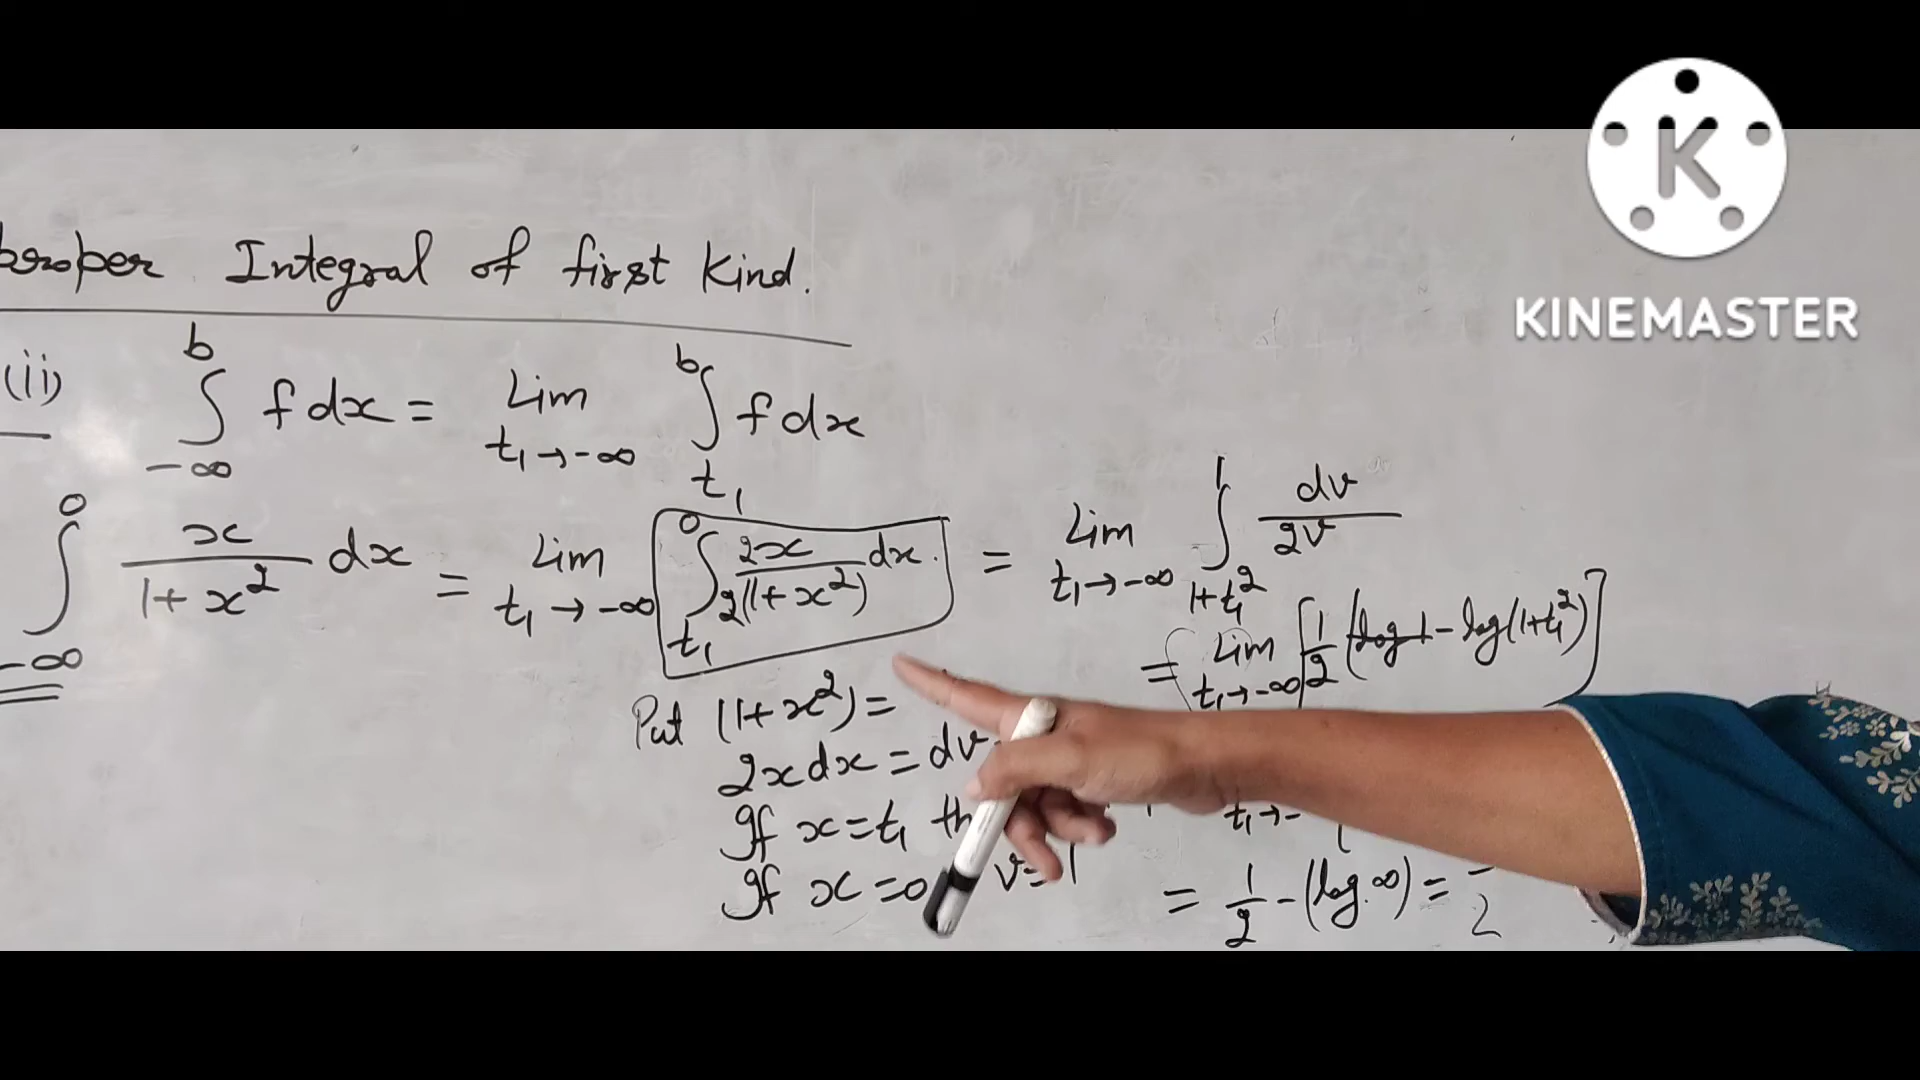 KINEMASTER
Integral of first Kind.
(ii) ∫_{-∞}^{b} f dx = Lim_{t₁→-∞} ∫_{t₁}^{b} f dx
∫_{-∞}^{0} x/(1+x²) dx = Lim_{t₁→-∞} ∫_{t₁}^{0} 2x/2(1+x²) dx. = Lim_{t₁→-∞} ∫_{1+t₁²}^{1} dv/2v
= Lim_{t₁→-∞} [1/2 (log 1 - log(1+t₁²)]
Put (1+x²) =
2x dx = dv
If x = t₁
If x = 0 v = 1
t₁→-
= 1/2 - (log ∞) =